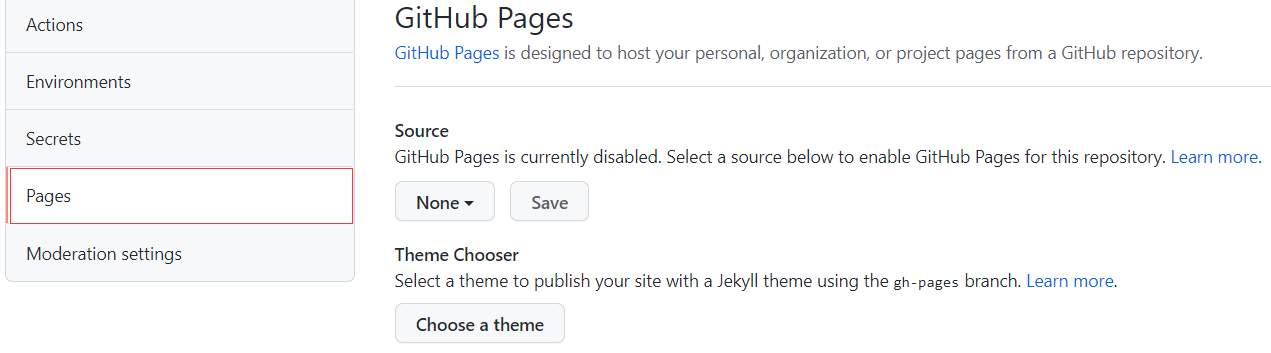 Actions
Environments
Secrets
Pages
Moderation settings
GitHub Pages
GitHub Pages is designed to host your personal, organization, or project pages from a GitHub repository.
Source
GitHub Pages is currently disabled. Select a source below to enable GitHub Pages for this repository. Learn more.
None
Save
Theme Chooser
Select a theme to publish your site with a Jekyll theme using the gh-pages branch. Learn more.
Choose a theme